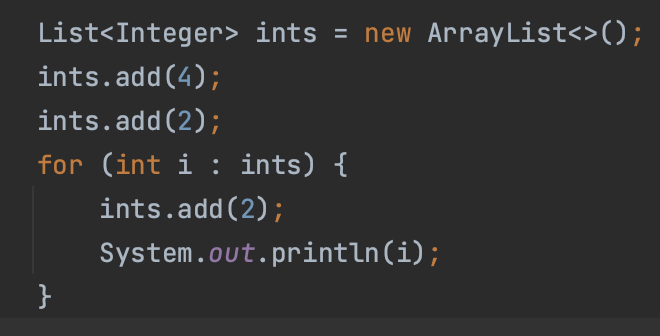 List<Integer> ints = new ArrayList<>();
ints.add(4);
ints.add(2);
for (int i : ints) {
    ints.add(2);
    System.out.println(i);
}